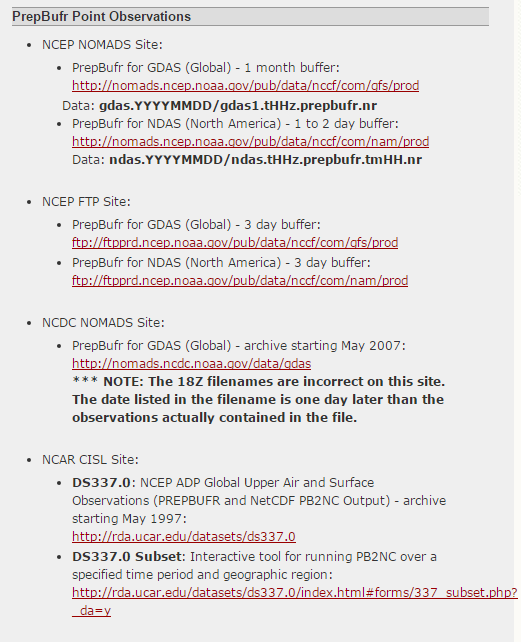 PrepBufr Point Observations
NCEP NOMADS Site:
PrepBufr for GDAS (Global) - 1 month buffer:
http://nomads.ncep.noaa.gov/pub/data/nccf/com/gfs/prod
Data: gdas.YYYYMMDD/gdas1.tHHz.prepbufr.nr
PrepBufr for NDAS (North America) - 1 to 2 day buffer:
http://nomads.ncep.noaa.gov/pub/data/nccf/com/nam/prod
Data: ndas.YYYYMMDD/ndas.tHHz.prepbufr.tmHH.nr
NCEP FTP Site:
PrepBufr for GDAS (Global) - 3 day buffer:
ftp://ftpprd.ncep.noaa.gov/pub/data/nccf/com/gfs/prod
PrepBufr for NDAS (North America) - 3 day buffer:
ftp://ftpprd.ncep.noaa.gov/pub/data/nccf/com/nam/prod
NCDC NOMADS Site:
PrepBufr for GDAS (Global) - archive starting May 2007:
http://nomads.ncdc.noaa.gov/data/gdas
*** NOTE: The 18Z filenames are incorrect on this site.
The date listed in the filename is one day later than the
observations actually contained in the file.
NCAR CISL Site:
DS337.0: NCEP ADP Global Upper Air and Surface
Observations (PREPBUFR and NetCDF PB2NC Output) - archive
starting May 1997:
http://rda.ucar.edu/datasets/ds337.0
DS337.0 Subset: Interactive tool for running PB2NC over a
specified time period and geographic region:
http://rda.ucar.edu/datasets/ds337.0/index.html#forms/337_subset.php?
_da=y